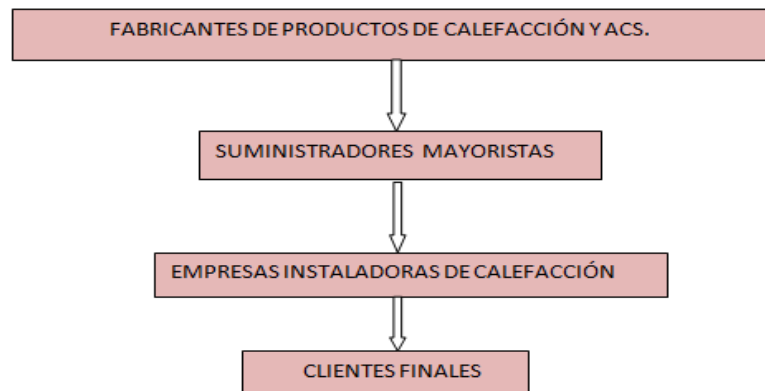 FABRICANTES DE PRODUCTOS DE CALEFACCIÓN Y ACS.
SUMINISTRADORES MAYORISTAS
EMPRESAS INSTALADORAS DE CALEFACCIÓN
CLIENTES FINALES